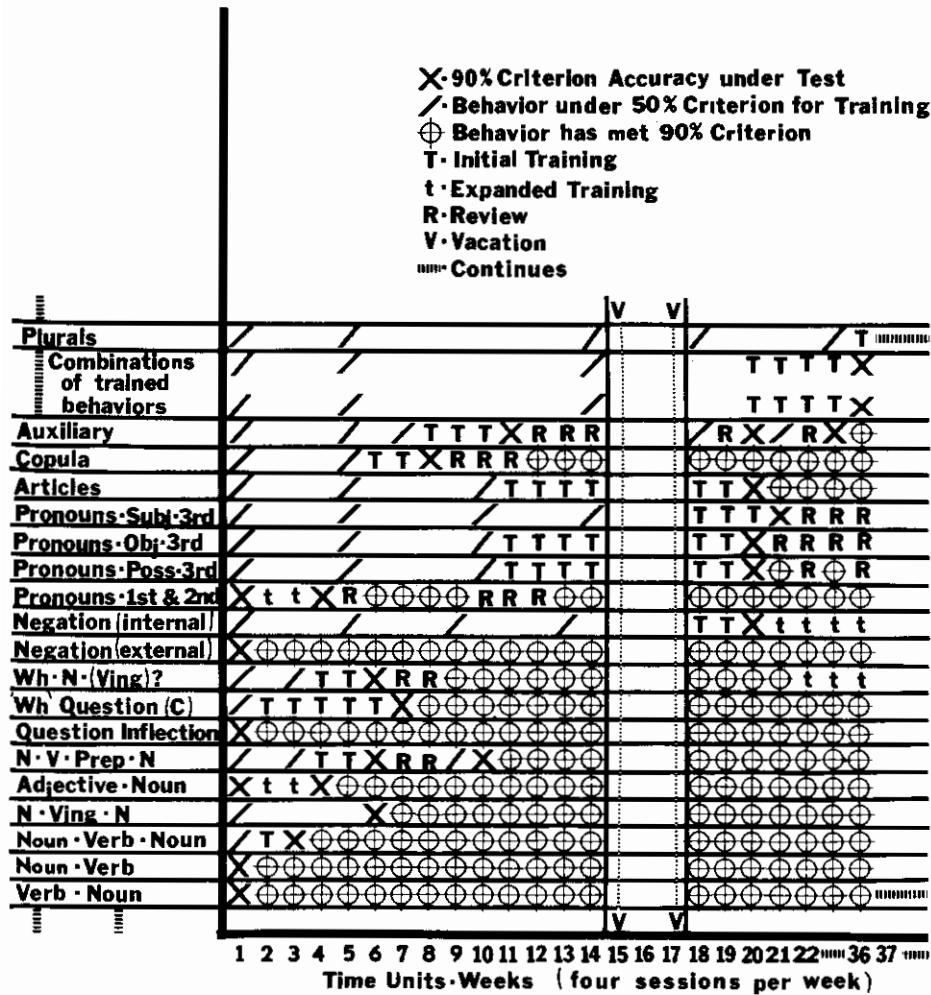 X·90% Criterion Accuracy under Test
/·Behavior under 50% Criterion for Training
⊕ Behavior has met 90% Criterion
T·Initial Training
t·Expanded Training
R·Review
V·Vacation
Continues
V V
Plurals / / / / / T
Combinations / / / T T T T X
of trained
behaviors / / / T T T T X
Auxiliary / / / T T T X R R R / R X / R X ⊕
Copula / / T T X R R R ⊕ ⊕ ⊕ ⊕ ⊕ ⊕ ⊕ ⊕ ⊕ ⊕
Articles / / / T T T T T T X ⊕ ⊕ ⊕ ⊕
Pronouns·Subj·3rd / / / / T T T X R R R
Pronouns·Obj·3rd / / / T T T T T T X R R R R
Pronouns·Poss·3rd / / / T T T T T T X ⊕ R ⊕ R
Pronouns·1st & 2nd X t t X R ⊕ ⊕ ⊕ ⊕ R R R ⊕ ⊕ ⊕ ⊕ ⊕ ⊕ ⊕ ⊕ ⊕
Negation (internal) / / / / T T X t t t t
Negation (external) X ⊕ ⊕ ⊕ ⊕ ⊕ ⊕ ⊕ ⊕ ⊕ ⊕ ⊕ ⊕ ⊕ ⊕ ⊕ ⊕ ⊕ ⊕ ⊕ ⊕
Wh·N·(Ving)? / / T T X R R ⊕ ⊕ ⊕ ⊕ ⊕ ⊕ ⊕ ⊕ ⊕ ⊕ t t t
Wh Question (C) / T T T T T X ⊕ ⊕ ⊕ ⊕ ⊕ ⊕ ⊕ ⊕ ⊕ ⊕ ⊕ ⊕ ⊕ ⊕
Question Inflection X ⊕ ⊕ ⊕ ⊕ ⊕ ⊕ ⊕ ⊕ ⊕ ⊕ ⊕ ⊕ ⊕ ⊕ ⊕ ⊕ ⊕ ⊕ ⊕ ⊕
N·V·Prep·N / / T T X R R / X ⊕ ⊕ ⊕ ⊕ ⊕ ⊕ ⊕ ⊕ ⊕ ⊕ ⊕
Adjective·Noun X t t X ⊕ ⊕ ⊕ ⊕ ⊕ ⊕ ⊕ ⊕ ⊕ ⊕ ⊕ ⊕ ⊕ ⊕ ⊕ ⊕ ⊕
N·Ving·N / X ⊕ ⊕ ⊕ ⊕ ⊕ ⊕ ⊕ ⊕ ⊕ ⊕ ⊕ ⊕ ⊕ ⊕ ⊕
Noun·Verb·Noun / T X ⊕ ⊕ ⊕ ⊕ ⊕ ⊕ ⊕ ⊕ ⊕ ⊕ ⊕ ⊕ ⊕ ⊕ ⊕ ⊕ ⊕ ⊕
Noun·Verb X ⊕ ⊕ ⊕ ⊕ ⊕ ⊕ ⊕ ⊕ ⊕ ⊕ ⊕ ⊕ ⊕ ⊕ ⊕ ⊕ ⊕ ⊕ ⊕ ⊕
Verb·Noun X ⊕ ⊕ ⊕ ⊕ ⊕ ⊕ ⊕ ⊕ ⊕ ⊕ ⊕ ⊕ ⊕ ⊕ ⊕ ⊕ ⊕ ⊕ ⊕ ⊕
V V
1 2 3 4 5 6 7 8 9 10 11 12 13 14 15 17 18 19 20 21 22 36 37
Time Units·Weeks (four sessions per week)